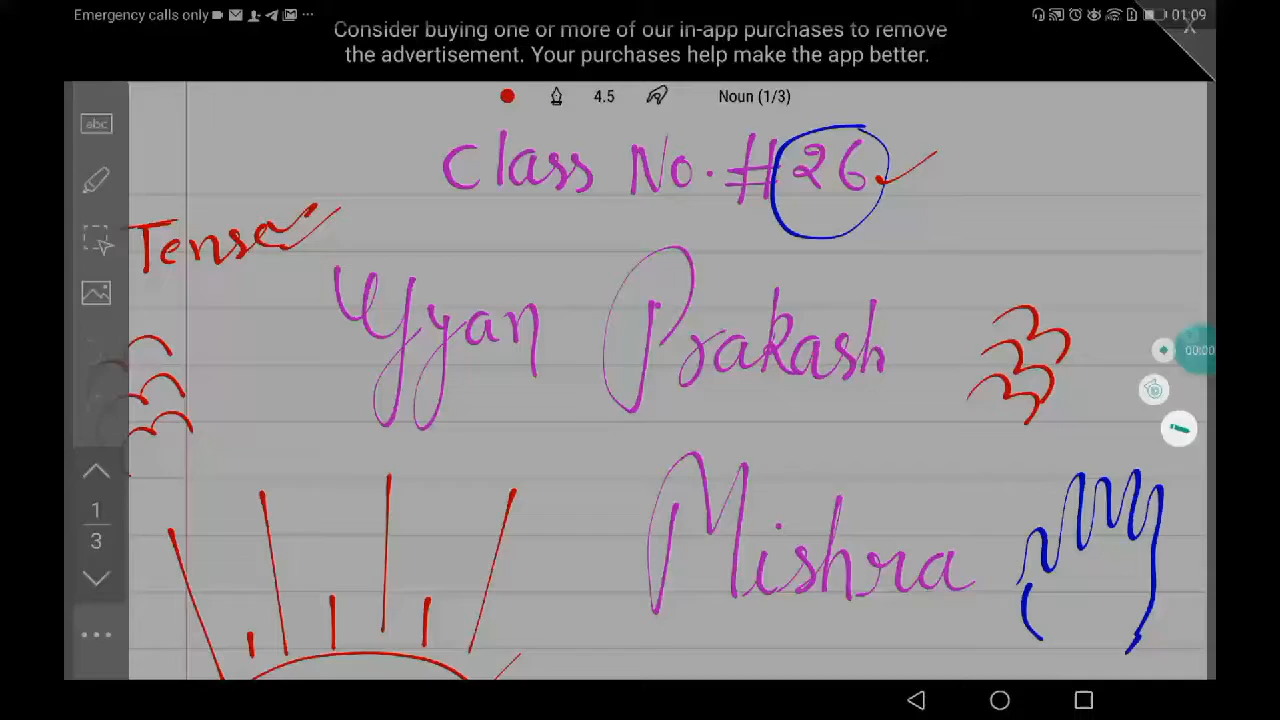 Emergency calls only
01:09
Consider buying one or more of our in-app purchases to remove
the advertisement. Your purchases help make the app better.
X
abc
4.5
Noun (1/3)
Class No. #26
Tense
Gyan Prakash
00:00
Mishra
1
3